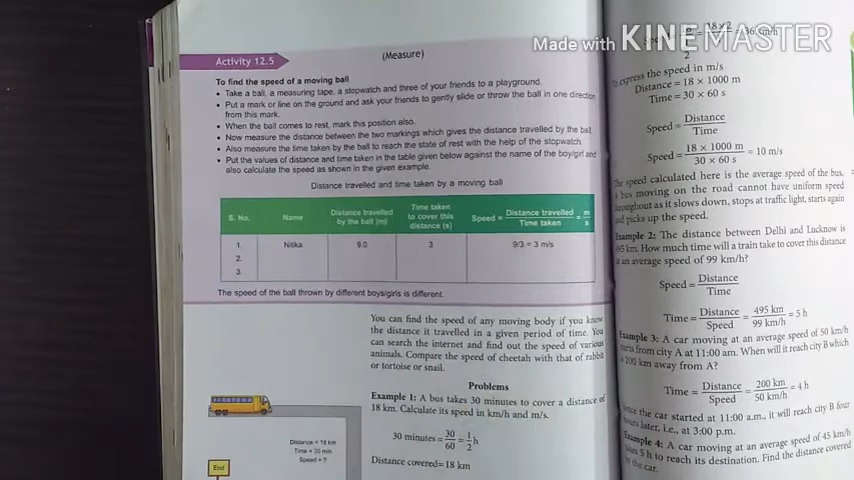 Made with KINEMASTER
Activity 12.5
(Measure)
To find the speed of a moving ball
• Take a ball, a measuring tape, a stopwatch and three of your friends to a playground.
• Put a mark or line on the ground and ask your friends to gently slide or throw the ball in one direction
from this mark.
• When the ball comes to rest, mark this position also.
• Now measure the distance between the two markings which gives the distance travelled by the ball.
• Also measure the time taken by the ball to reach the state of rest with the help of the stopwatch.
• Put the values of distance and time taken in the table given below against the name of the boy/girl and
also calculate the speed as shown in the given example.
Distance travelled and time taken by a moving ball
S. No. Name Distance travelled by the ball (m) Time taken to cover this distance (s) Speed = Distance travelled / Time taken = m / s
1. Nitika 9.0 3 9/3 = 3 m/s
2.
3.
The speed of the ball thrown by different boys/girls is different.
You can find the speed of any moving body if you know
the distance it travelled in a given period of time. You
can search the internet and find out the speed of various
animals. Compare the speed of cheetah with that of rabbit
or tortoise or snail.
Problems
Example 1: A bus takes 30 minutes to cover a distance of
18 km. Calculate its speed in km/h and m/s.
30 minutes = 30/60 = 1/2 h
Distance covered = 18 km
Distance = 18 km
Time = 30 min
Speed = ?
End
18 × 2
express the speed in m/s
Distance = 18 × 1000 m
Time = 30 × 60 s
Speed = Distance / Time
Speed = 18 × 1000 m / 30 × 60 s = 10 m/s
The speed calculated here is the average speed of the bus,
bus moving on the road cannot have uniform speed
throughout as it slows down, stops at traffic light, starts again
and picks up the speed.
Example 2: The distance between Delhi and Lucknow is
km. How much time will a train take to cover this distance
at an average speed of 99 km/h?
Speed = Distance / Time
Time = Distance / Speed = 495 km / 99 km/h = 5 h
Example 3: A car moving at an average speed of 50 km/h
starts from city A at 11:00 am. When will it reach city B which
200 km away from A?
Time = Distance / Speed = 200 km / 50 km/h = 4 h
the car started at 11:00 a.m., it will reach city B four
hours later, i.e., at 3:00 p.m.
Example 4: A car moving at an average speed of 45 km/h
5 h to reach its destination. Find the distance covered
the car.